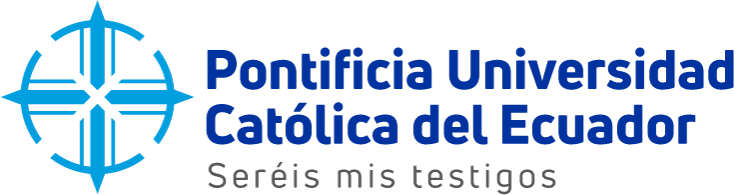 Pontificia Universidad
Católica del Ecuador
Seréis mis testigos